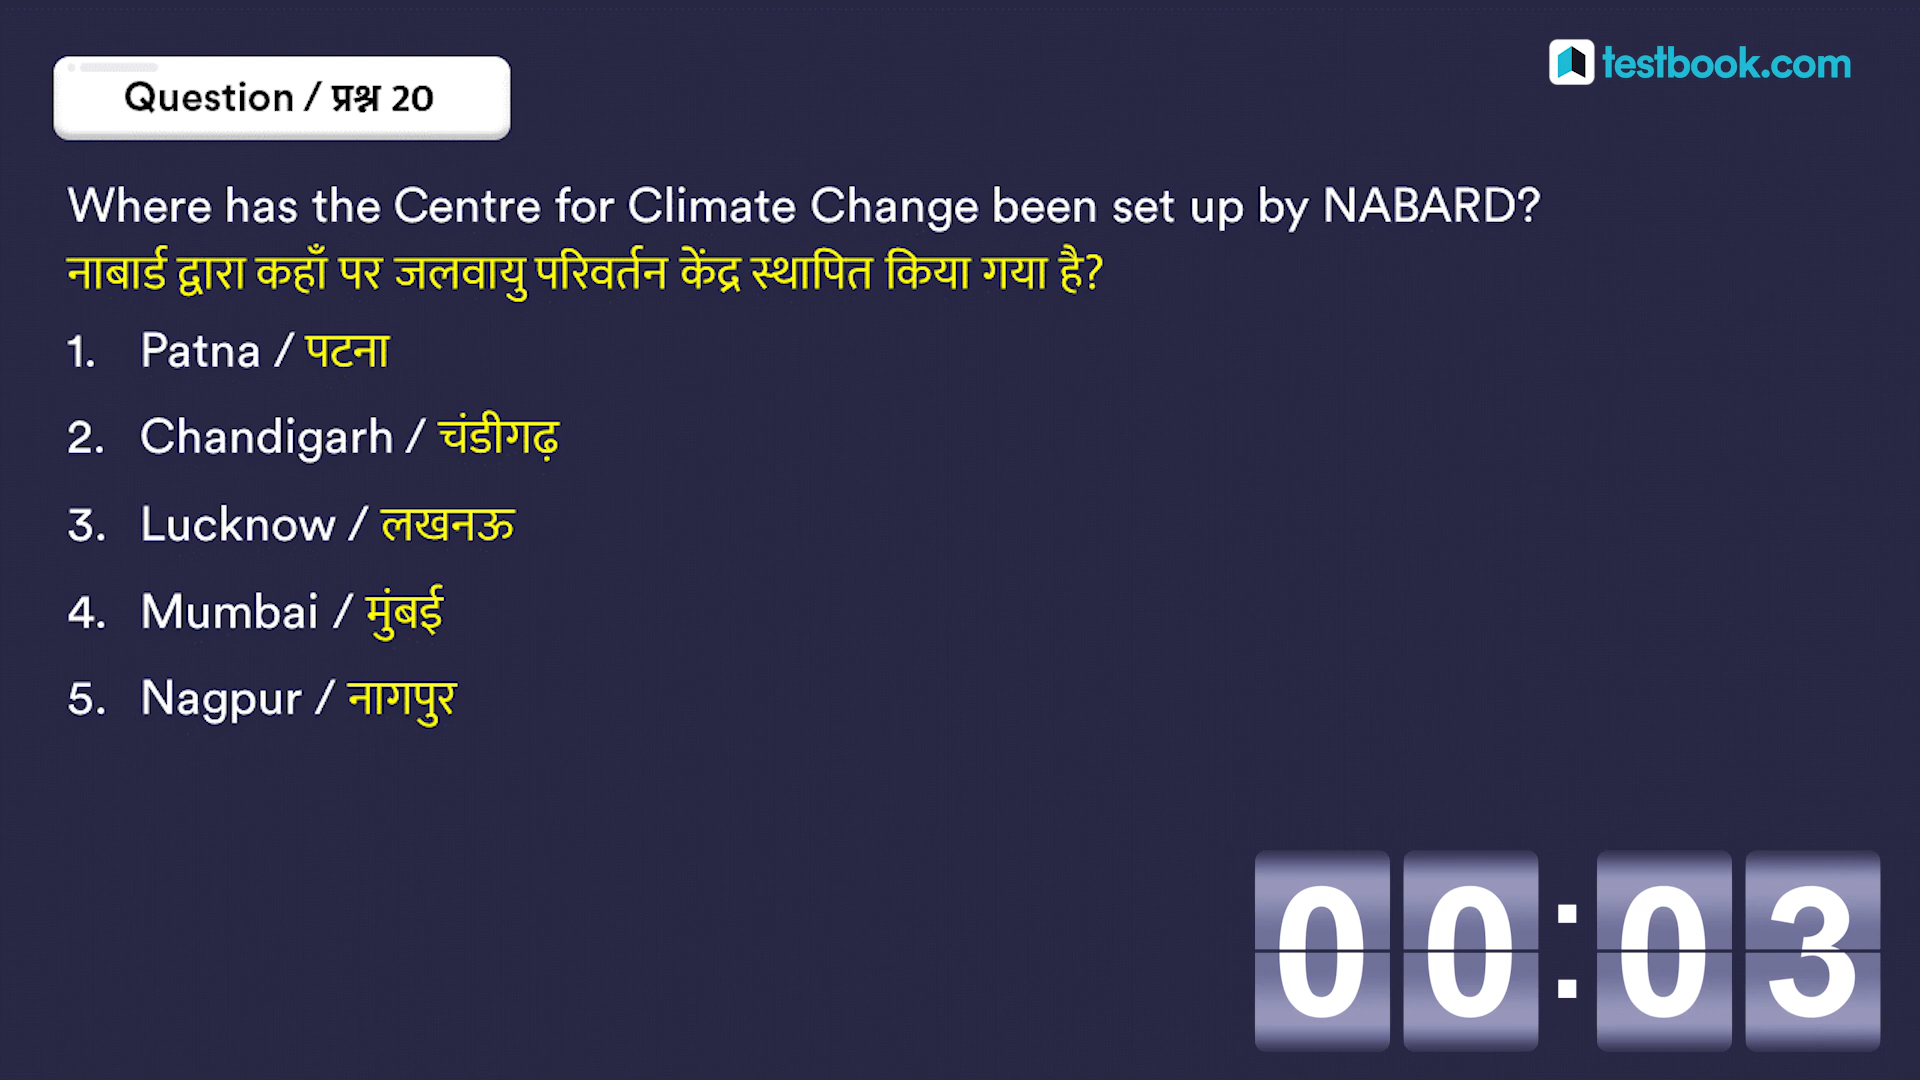 testbook.com
Question / प्रश्न 20
Where has the Centre for Climate Change been set up by NABARD?
नाबार्ड द्वारा कहाँ पर जलवायु परिवर्तन केंद्र स्थापित किया गया है?
1. Patna / पटना
2. Chandigarh / चंडीगढ़
3. Lucknow / लखनऊ
4. Mumbai / मुंबई
5. Nagpur / नागपुर
00:03